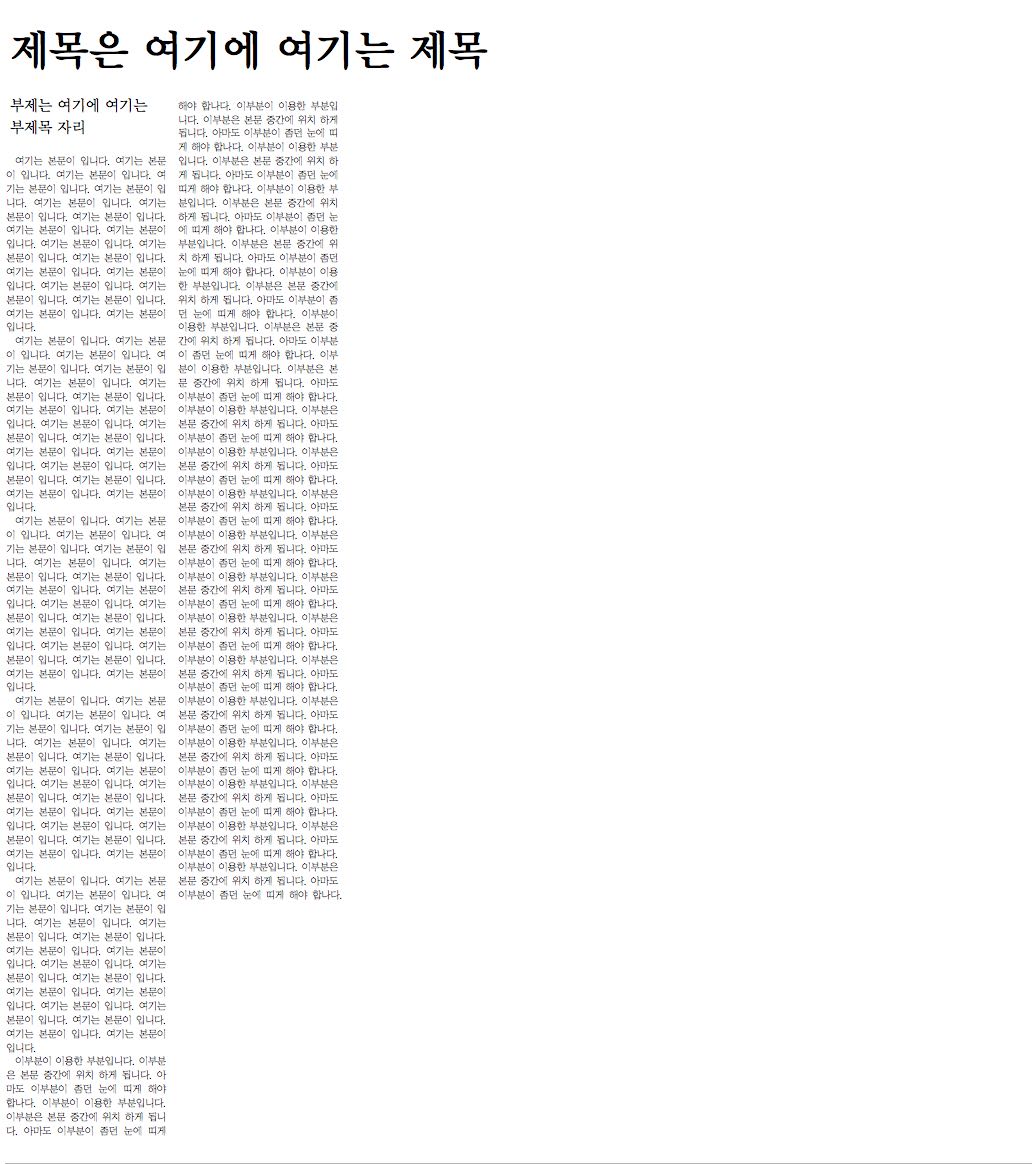 제목은 여기에 여기는 제목
부제는 여기에 여기는
부제목 자리
여기는 본문이 입니다. 여기는 본문
이 입니다. 여기는 본문이 입니다. 여
기는 본문이 입니다. 여기는 본문이 입
니다. 여기는 본문이 입니다. 여기는
본문이 입니다. 여기는 본문이 입니다.
여기는 본문이 입니다. 여기는 본문이
입니다. 여기는 본문이 입니다. 여기는
본문이 입니다. 여기는 본문이 입니다.
여기는 본문이 입니다. 여기는 본문이
입니다. 여기는 본문이 입니다. 여기는
본문이 입니다. 여기는 본문이 입니다.
여기는 본문이 입니다. 여기는 본문이
입니다.
여기는 본문이 입니다. 여기는 본문
이 입니다. 여기는 본문이 입니다. 여
기는 본문이 입니다. 여기는 본문이 입
니다. 여기는 본문이 입니다. 여기는
본문이 입니다. 여기는 본문이 입니다.
여기는 본문이 입니다. 여기는 본문이
입니다. 여기는 본문이 입니다. 여기는
본문이 입니다. 여기는 본문이 입니다.
여기는 본문이 입니다. 여기는 본문이
입니다. 여기는 본문이 입니다. 여기는
본문이 입니다. 여기는 본문이 입니다.
여기는 본문이 입니다. 여기는 본문이
입니다.
여기는 본문이 입니다. 여기는 본문
이 입니다. 여기는 본문이 입니다. 여
기는 본문이 입니다. 여기는 본문이 입
니다. 여기는 본문이 입니다. 여기는
본문이 입니다. 여기는 본문이 입니다.
여기는 본문이 입니다. 여기는 본문이
입니다. 여기는 본문이 입니다. 여기는
본문이 입니다. 여기는 본문이 입니다.
여기는 본문이 입니다. 여기는 본문이
입니다. 여기는 본문이 입니다. 여기는
본문이 입니다. 여기는 본문이 입니다.
여기는 본문이 입니다. 여기는 본문이
입니다.
여기는 본문이 입니다. 여기는 본문
이 입니다. 여기는 본문이 입니다. 여
기는 본문이 입니다. 여기는 본문이 입
니다. 여기는 본문이 입니다. 여기는
본문이 입니다. 여기는 본문이 입니다.
여기는 본문이 입니다. 여기는 본문이
입니다. 여기는 본문이 입니다. 여기는
본문이 입니다. 여기는 본문이 입니다.
여기는 본문이 입니다. 여기는 본문이
입니다. 여기는 본문이 입니다. 여기는
본문이 입니다. 여기는 본문이 입니다.
여기는 본문이 입니다. 여기는 본문이
입니다.
여기는 본문이 입니다. 여기는 본문
이 입니다. 여기는 본문이 입니다. 여
기는 본문이 입니다. 여기는 본문이 입
니다. 여기는 본문이 입니다. 여기는
본문이 입니다. 여기는 본문이 입니다.
여기는 본문이 입니다. 여기는 본문이
입니다. 여기는 본문이 입니다. 여기는
본문이 입니다. 여기는 본문이 입니다.
여기는 본문이 입니다. 여기는 본문이
입니다. 여기는 본문이 입니다. 여기는
본문이 입니다. 여기는 본문이 입니다.
여기는 본문이 입니다. 여기는 본문이
입니다.
이부분이 이용한 부분입니다. 이부분
은 본문 중간에 위치 하게 됩니다. 아
마도 이부분이 좀던 눈에 띠게 해야
합나다. 이부분이 이용한 부분입니다.
이부분은 본문 중간에 위치 하게 됩니
다. 아마도 이부분이 좀던 눈에 띠게
해야 합나다. 이부분이 이용한 부분입
니다. 이부분은 본문 중간에 위치 하게
됩니다. 아마도 이부분이 좀던 눈에 띠
게 해야 합나다. 이부분이 이용한 부분
입니다. 이부분은 본문 중간에 위치 하
게 됩니다. 아마도 이부분이 좀던 눈에
띠게 해야 합나다. 이부분이 이용한 부
분입니다. 이부분은 본문 중간에 위치
하게 됩니다. 아마도 이부분이 좀던 눈
에 띠게 해야 합나다. 이부분이 이용한
부분입니다. 이부분은 본문 중간에 위
치 하게 됩니다. 아마도 이부분이 좀던
눈에 띠게 해야 합나다. 이부분이 이용
한 부분입니다. 이부분은 본문 중간에
위치 하게 됩니다. 아마도 이부분이 좀
던 눈에 띠게 해야 합나다. 이부분이
이용한 부분입니다. 이부분은 본문 중
간에 위치 하게 됩니다. 아마도 이부분
이 좀던 눈에 띠게 해야 합나다. 이부
분이 이용한 부분입니다. 이부분은 본
문 중간에 위치 하게 됩니다. 아마도
이부분이 좀던 눈에 띠게 해야 합나다.
이부분이 이용한 부분입니다. 이부분은
본문 중간에 위치 하게 됩니다. 아마도
이부분이 좀던 눈에 띠게 해야 합나다.
이부분이 이용한 부분입니다. 이부분은
본문 중간에 위치 하게 됩니다. 아마도
이부분이 좀던 눈에 띠게 해야 합나다.
이부분이 이용한 부분입니다. 이부분은
본문 중간에 위치 하게 됩니다. 아마도
이부분이 좀던 눈에 띠게 해야 합나다.
이부분이 이용한 부분입니다. 이부분은
본문 중간에 위치 하게 됩니다. 아마도
이부분이 좀던 눈에 띠게 해야 합나다.
이부분이 이용한 부분입니다. 이부분은
본문 중간에 위치 하게 됩니다. 아마도
이부분이 좀던 눈에 띠게 해야 합나다.
이부분이 이용한 부분입니다. 이부분은
본문 중간에 위치 하게 됩니다. 아마도
이부분이 좀던 눈에 띠게 해야 합나다.
이부분이 이용한 부분입니다. 이부분은
본문 중간에 위치 하게 됩니다. 아마도
이부분이 좀던 눈에 띠게 해야 합나다.
이부분이 이용한 부분입니다. 이부분은
본문 중간에 위치 하게 됩니다. 아마도
이부분이 좀던 눈에 띠게 해야 합나다.
이부분이 이용한 부분입니다. 이부분은
본문 중간에 위치 하게 됩니다. 아마도
이부분이 좀던 눈에 띠게 해야 합나다.
이부분이 이용한 부분입니다. 이부분은
본문 중간에 위치 하게 됩니다. 아마도
이부분이 좀던 눈에 띠게 해야 합나다.
이부분이 이용한 부분입니다. 이부분은
본문 중간에 위치 하게 됩니다. 아마도
이부분이 좀던 눈에 띠게 해야 합나다.
이부분이 이용한 부분입니다. 이부분은
본문 중간에 위치 하게 됩니다. 아마도
이부분이 좀던 눈에 띠게 해야 합나다.